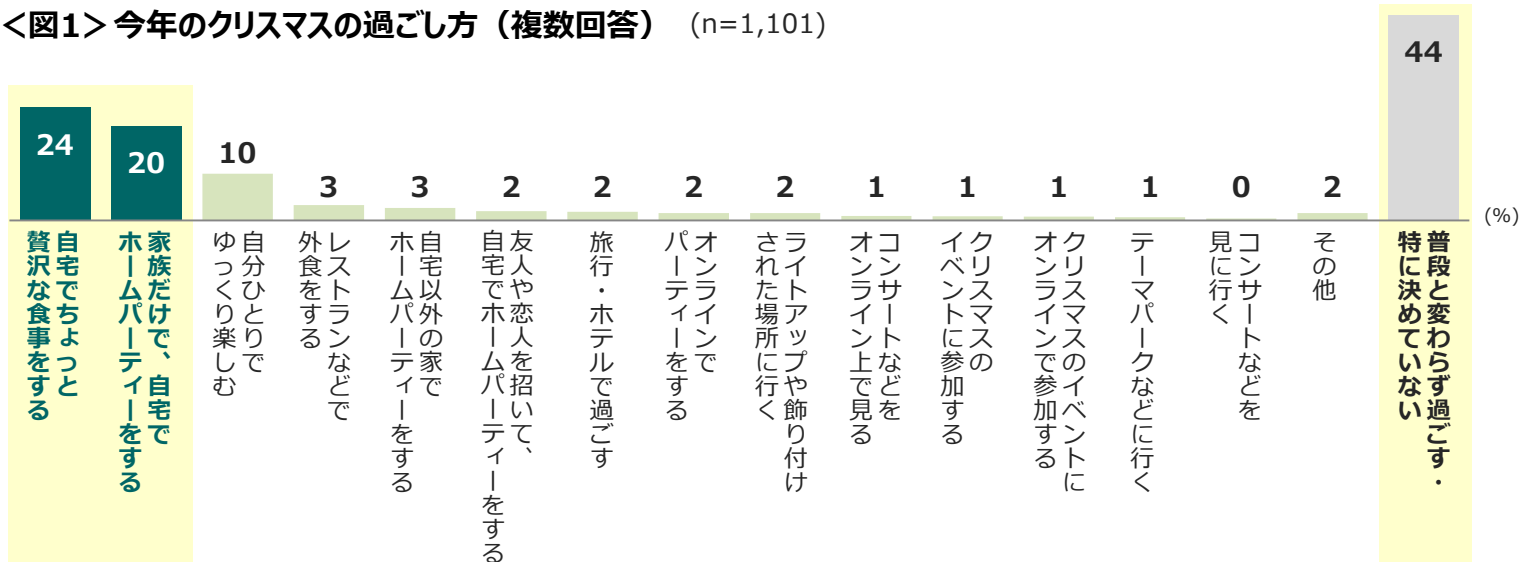 ＜図1＞今年のクリスマスの過ごし方（複数回答） (n=1,101)
24
20
10
3
3
2
2
2
2
1
1
1
1
0
2
44
(%)
自宅でちょっと
贅沢な食事をする
家族だけで、自宅で
ホームパーティーをする
自分ひとりで
ゆっくり楽しむ
レストランなどで
外食をする
自宅以外の家で
ホームパーティーをする
友人や恋人を招いて、
自宅でホームパーティーをする
旅行・ホテルで過ごす
オンラインで
パーティーをする
ライトアップや飾り付け
された場所に行く
コンサートなどを
オンライン上で見る
クリスマスの
イベントに参加する
クリスマスのイベントに
オンラインで参加する
テーマパークなどに行く
コンサートなどを
見に行く
その他
普段と変わらず過ごす・
特に決めていない